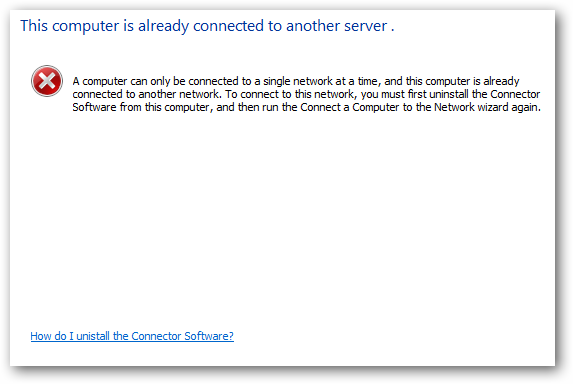 This computer is already connected to another server .
A computer can only be connected to a single network at a time, and this computer is already
connected to another network. To connect to this network, you must first uninstall the Connector
Software from this computer, and then run the Connect a Computer to the Network wizard again.
How do I unistall the Connector Software?